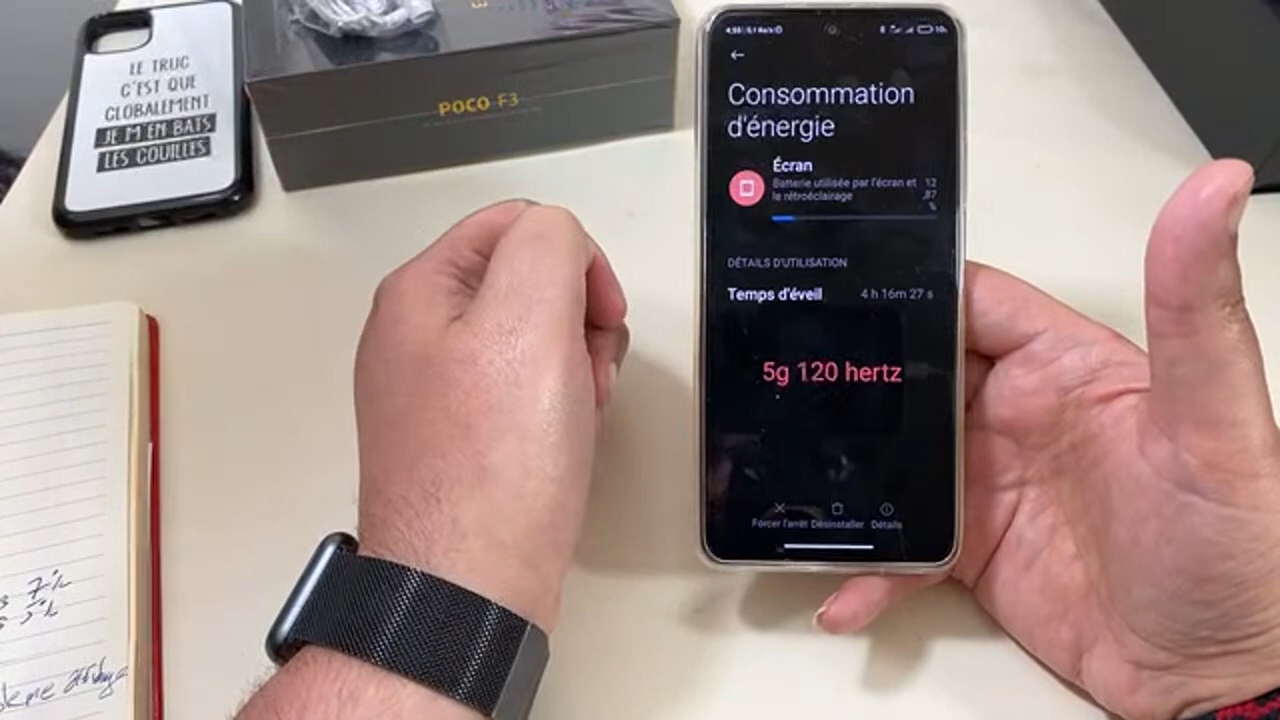 LE TRUC
C'EST QUE
GLOBALEMENT
JE M'EN BATS
LES COUILLES
POCO F3
Consommation
d'énergie
Écran
Batterie utilisée par l'écran et
le rétroéclairage
12
,87
%
DÉTAILS D'UTILISATION
Temps d'éveil 4 h 16m 27 s
5g 120 hertz
Forcer l'arrêt Désinstaller Détails
7%
5%